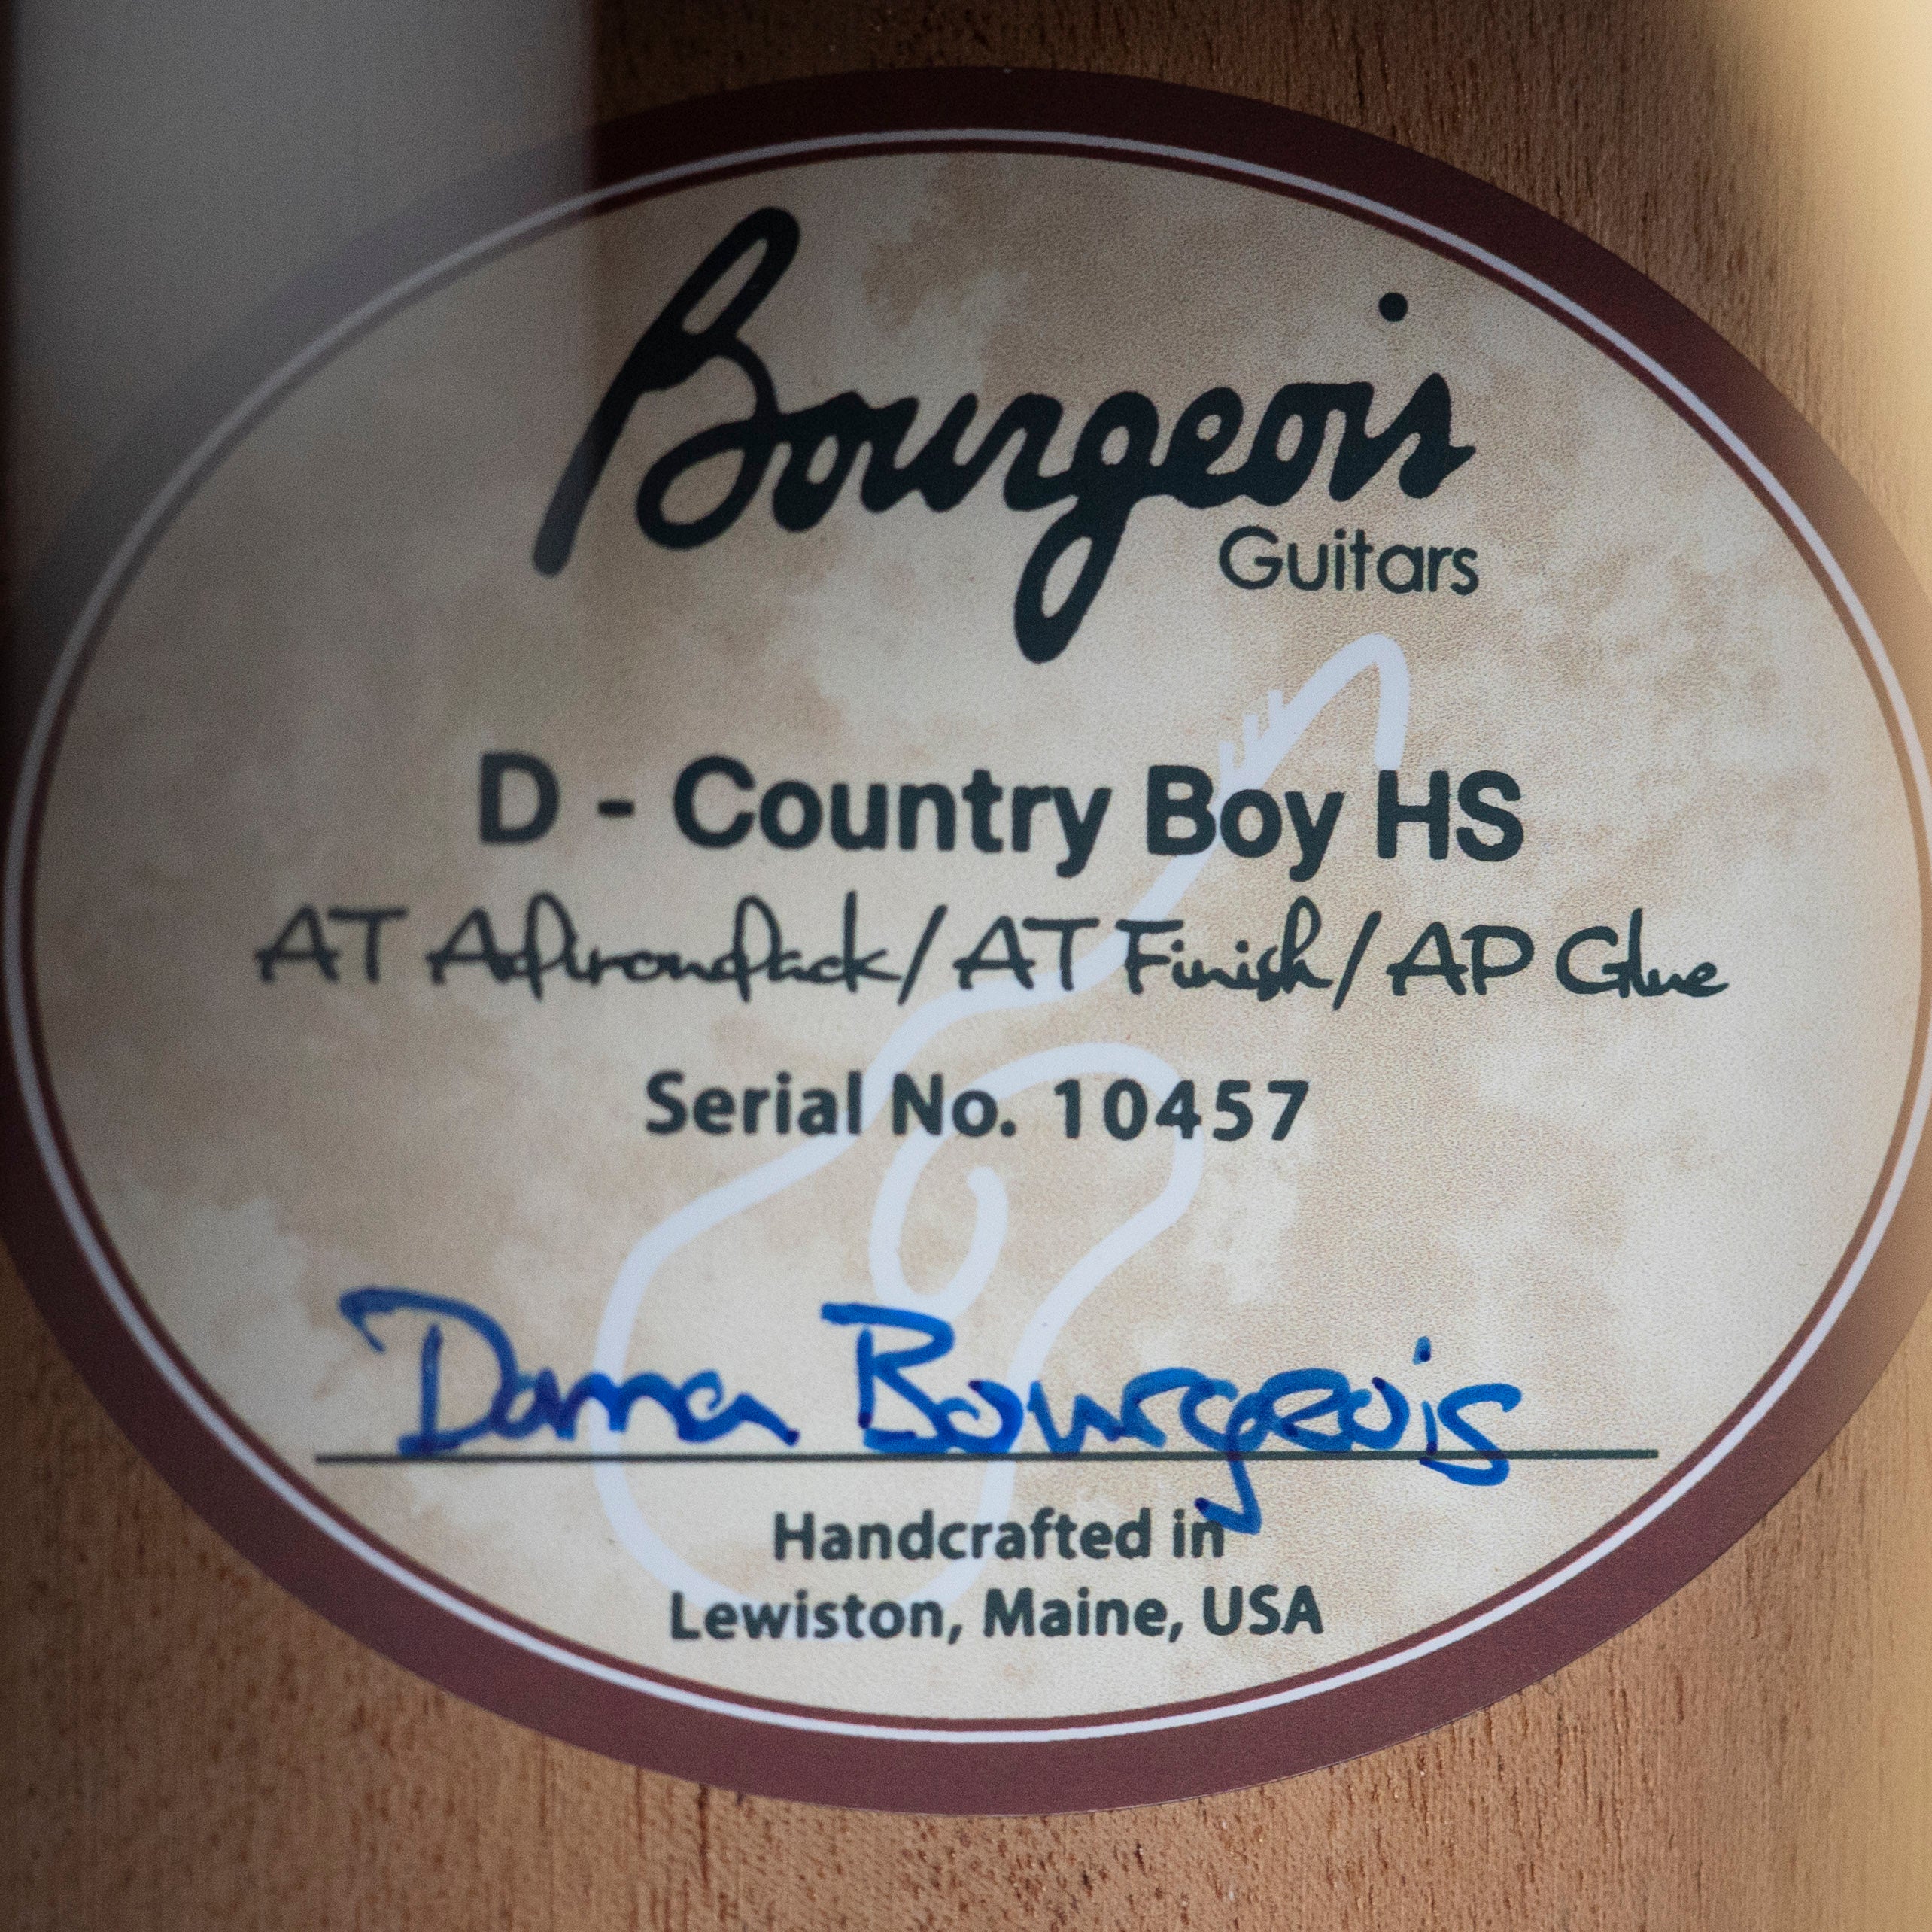 Bourgeois
Guitars
D - Country Boy HS
AT Adirondack/AT Finish/AP Glue
Serial No. 10457
Dana Bourgeois
Handcrafted in
Lewiston, Maine, USA